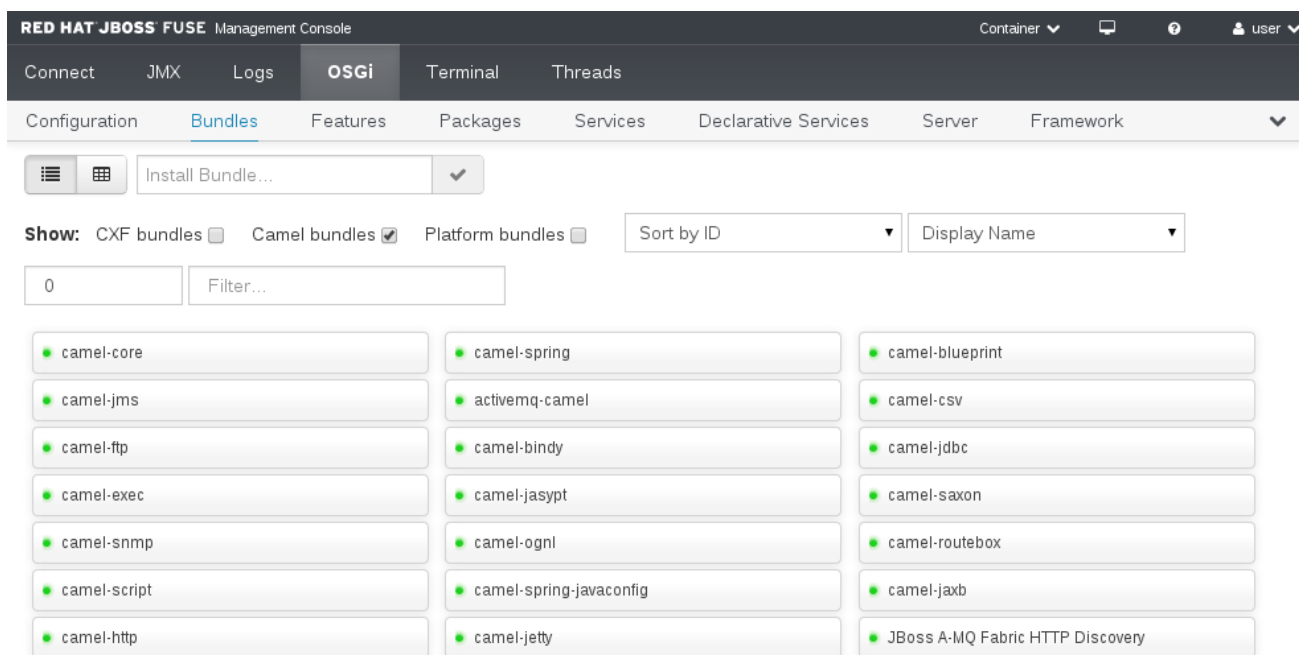 RED HAT JBOSS FUSE Management Console Container user
Connect JMX Logs OSGi Terminal Threads
Configuration Bundles Features Packages Services Declarative Services Server Framework
Install Bundle...
Show: CXF bundles Camel bundles Platform bundles Sort by ID Display Name
0 Filter...
camel-core camel-spring camel-blueprint
camel-jms activemq-camel camel-csv
camel-ftp camel-bindy camel-jdbc
camel-exec camel-jasypt camel-saxon
camel-snmp camel-ognl camel-routebox
camel-script camel-spring-javaconfig camel-jaxb
camel-http camel-jetty JBoss A-MQ Fabric HTTP Discovery